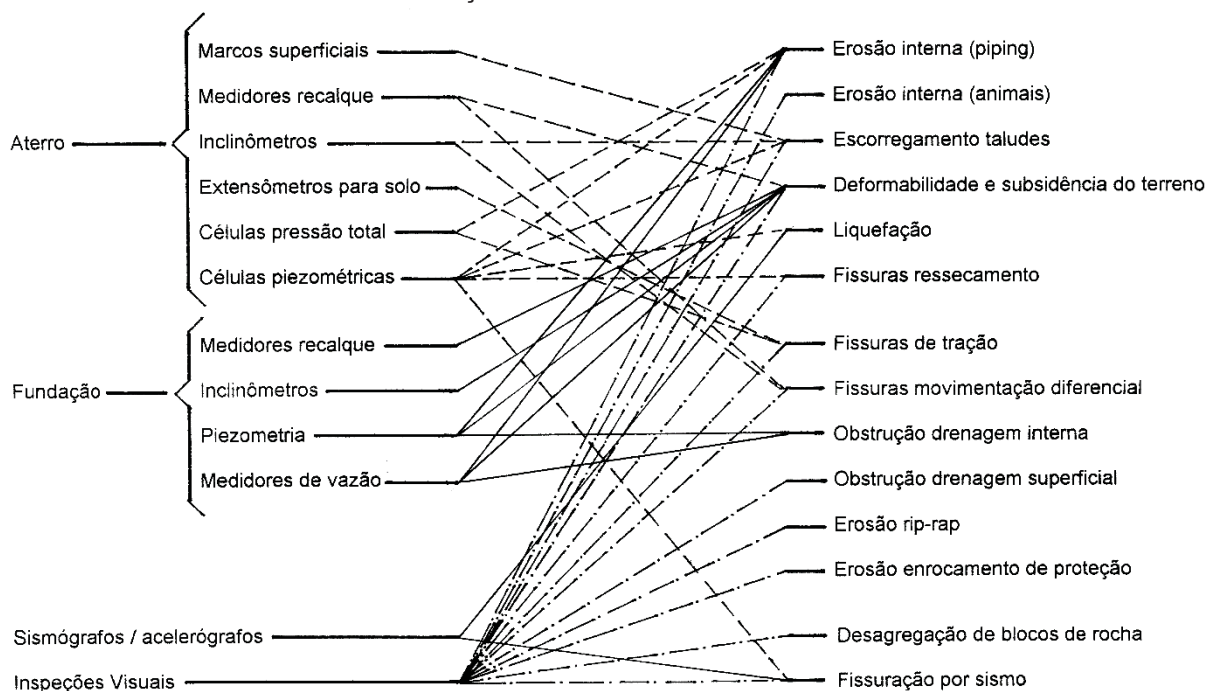 Aterro
Marcos superficiais
Medidores recalque
Inclinômetros
Extensômetros para solo
Células pressão total
Células piezométricas
Fundação
Medidores recalque
Inclinômetros
Piezometria
Medidores de vazão
Sismógrafos / acelerógrafos
Inspeções Visuais
Erosão interna (piping)
Erosão interna (animais)
Escorregamento taludes
Deformabilidade e subsidência do terreno
Liquefação
Fissuras ressecamento
Fissuras de tração
Fissuras movimentação diferencial
Obstrução drenagem interna
Obstrução drenagem superficial
Erosão rip-rap
Erosão enrocamento de proteção
Desagregação de blocos de rocha
Fissuração por sismo